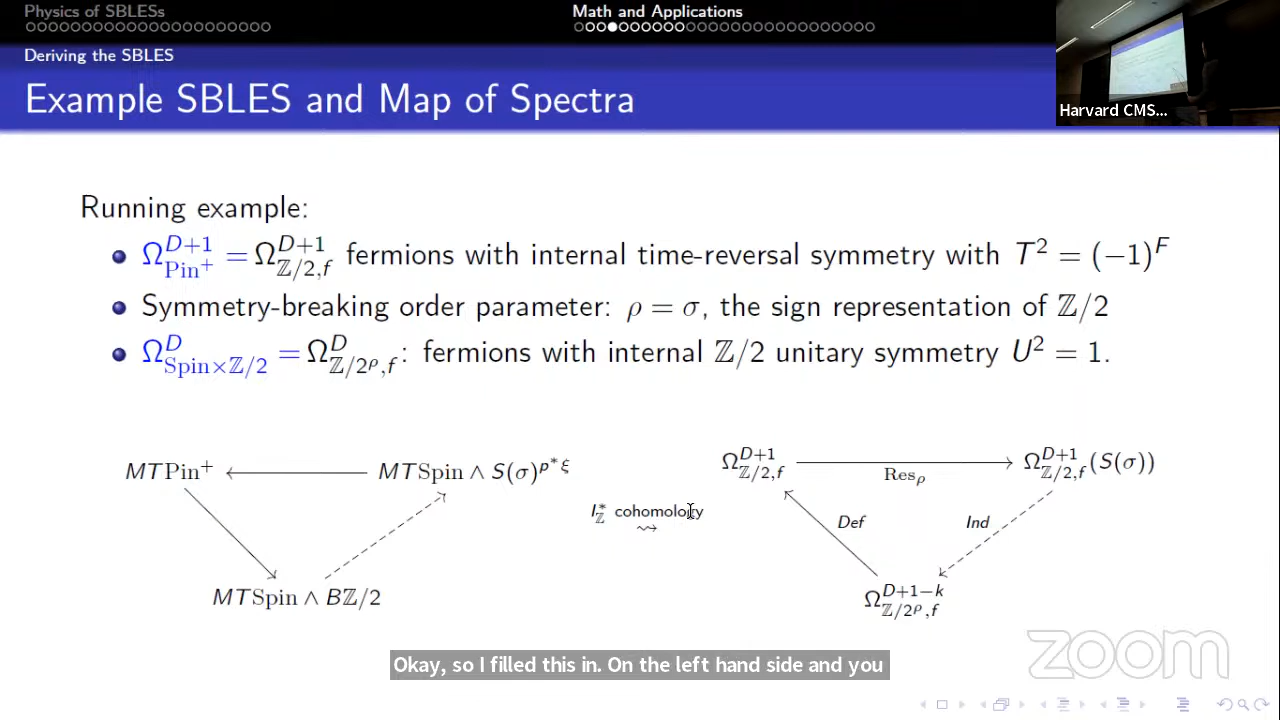 Physics of SBLESs
Math and Applications
Deriving the SBLES
Example SBLES and Map of Spectra
Harvard CMS...
Running example:
Ω^{D+1}_{Pin⁺} = Ω^{D+1}_{ℤ/2,f} fermions with internal time-reversal symmetry with T² = (−1)^F
Symmetry-breaking order parameter: ρ = σ, the sign representation of ℤ/2
Ω^D_{Spin×ℤ/2} = Ω^D_{ℤ/2^ρ,f}: fermions with internal ℤ/2 unitary symmetry U² = 1.
MTPin⁺ ← MTSpin ∧ S(σ)^{p*ξ}
MTSpin ∧ Bℤ/2
I*_ℤ cohomology
⇝
Ω^{D+1}_{ℤ/2,f} → Ω^{D+1}_{ℤ/2,f}(S(σ))
Res_ρ
Def
Ind
Ω^{D+1−k}_{ℤ/2^ρ,f}
Okay, so I filled this in. On the left hand side and you
zoom